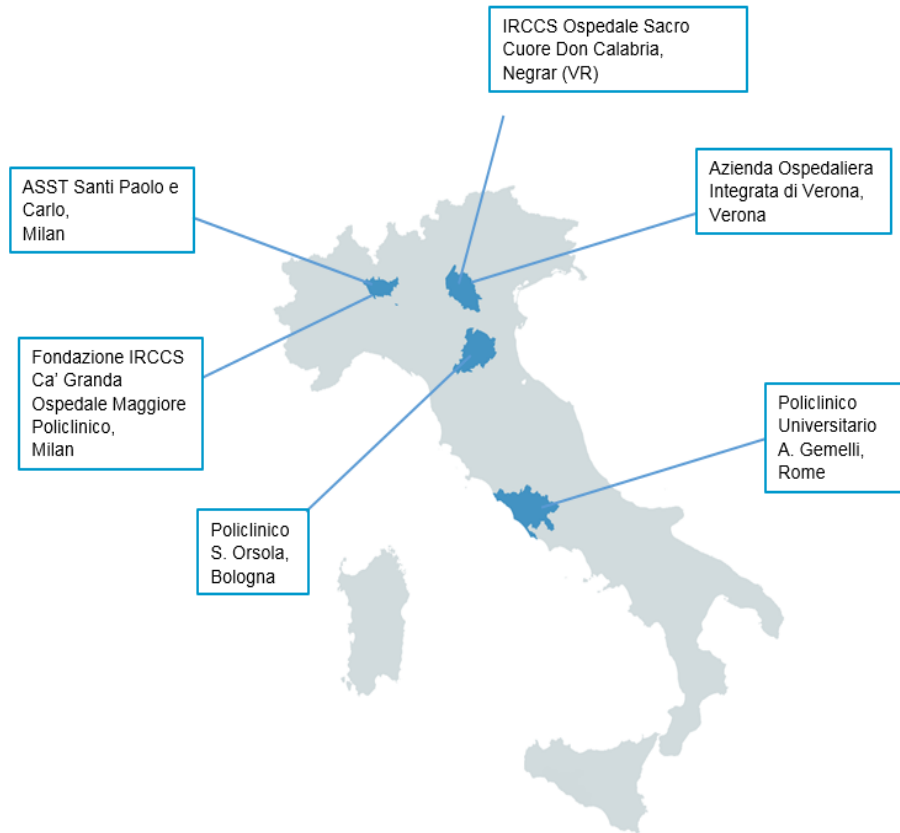 IRCCS Ospedale Sacro
Cuore Don Calabria,
Negrar (VR)
Azienda Ospedaliera
Integrata di Verona,
Verona
ASST Santi Paolo e
Carlo,
Milan
Fondazione IRCCS
Ca' Granda
Ospedale Maggiore
Policlinico,
Milan
Policlinico
Universitario
A. Gemelli,
Rome
Policlinico
S. Orsola,
Bologna